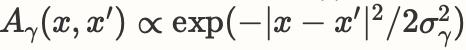 A_γ(x, x′) ∝ exp(−|x − x′|²/2σ_γ²)